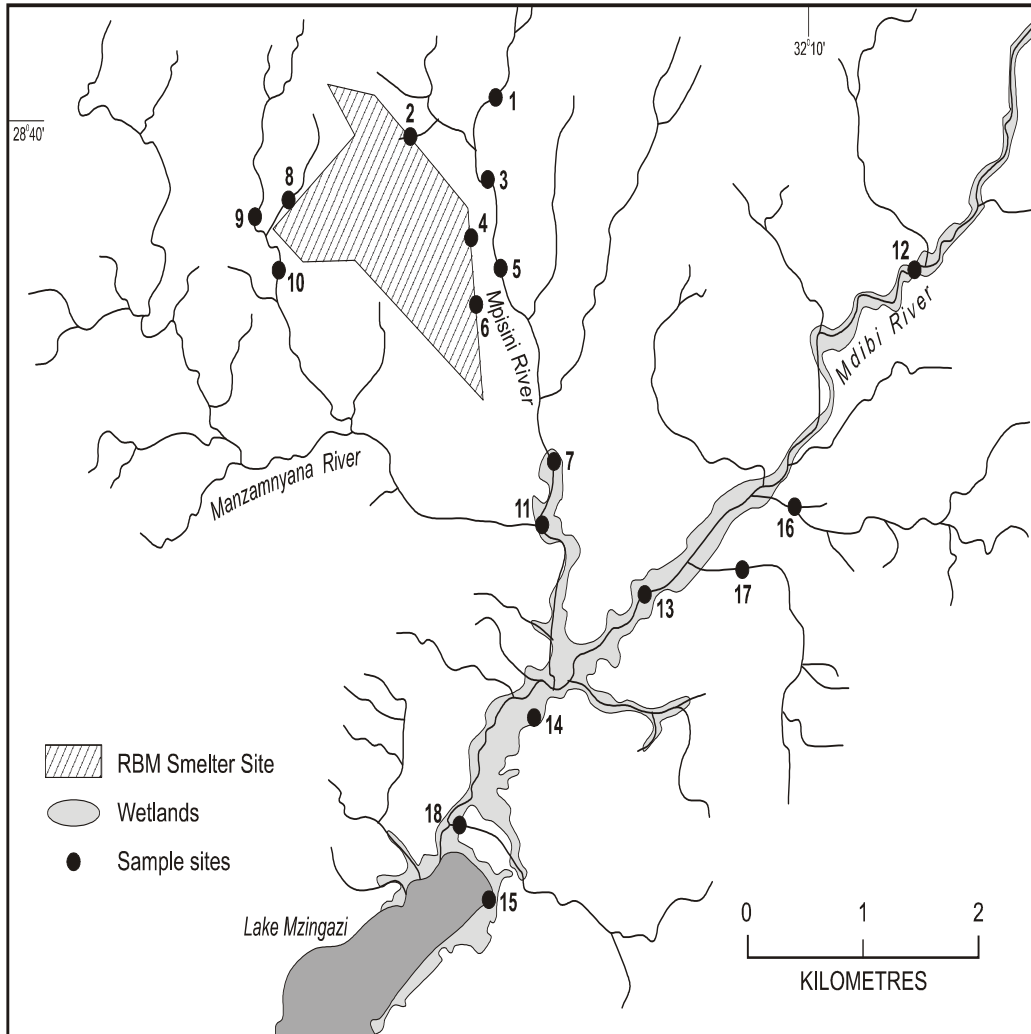 32°10'
28°40'
1
2
3
8
9
4
12
5
10
6
Mpisini River
Mdibi River
7
Manzamnyana River
11
16
17
13
14
RBM Smelter Site
Wetlands
18
Sample sites
15
Lake Mzingazi
0 1 2
KILOMETRES